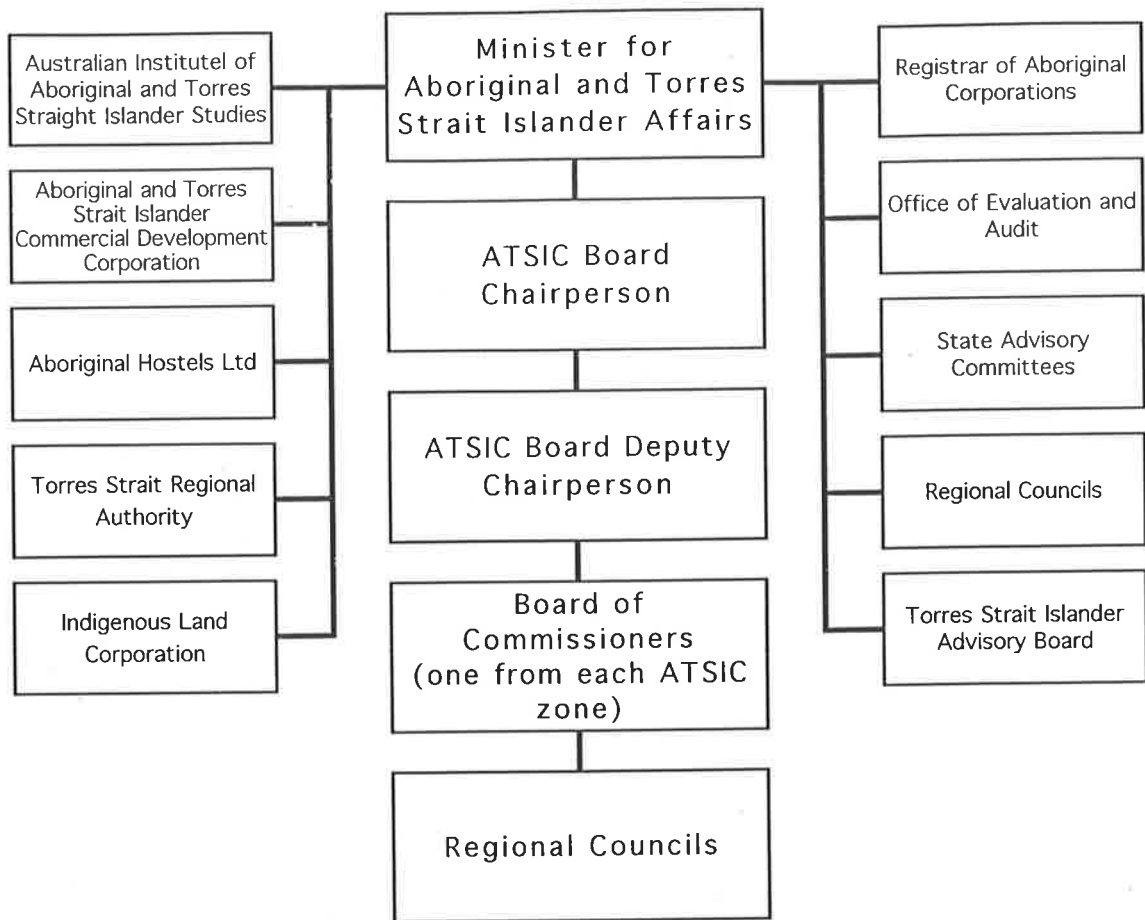 Australian Institutel of
Aboriginal and Torres
Straight Islander Studies
Aboriginal and Torres
Strait Islander
Commercial Development
Corporation
Aboriginal Hostels Ltd
Torres Strait Regional
Authority
Indigenous Land
Corporation
Minister for
Aboriginal and Torres
Strait Islander Affairs
ATSIC Board
Chairperson
ATSIC Board Deputy
Chairperson
Board of
Commissioners
(one from each ATSIC
zone)
Regional Councils
Registrar of Aboriginal
Corporations
Office of Evaluation and
Audit
State Advisory
Committees
Regional Councils
Torres Strait Islander
Advisory Board